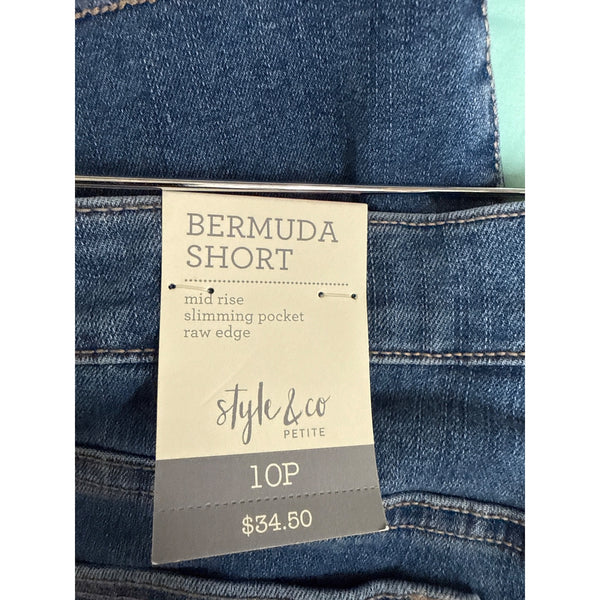 BERMUDA
SHORT
mid rise
slimming pocket
raw edge
style & co
PETITE
10P
$34.50